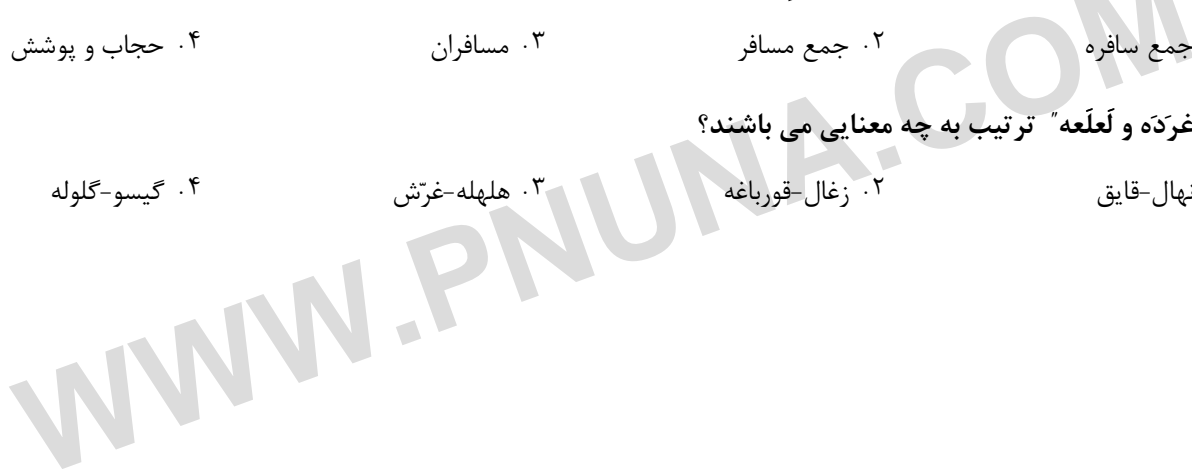 جمع سافره ۲. جمع مسافر ۳. مسافران ۴. حجاب و پوشش
غرَدَه و لَعلَعه" ترتیب به چه معنایی می باشند؟
نهال-قایق ۲. زغال-قورباغه ۳. هلهله-غرّش ۴. گیسو-گلوله
WWW.PNUNA.COM